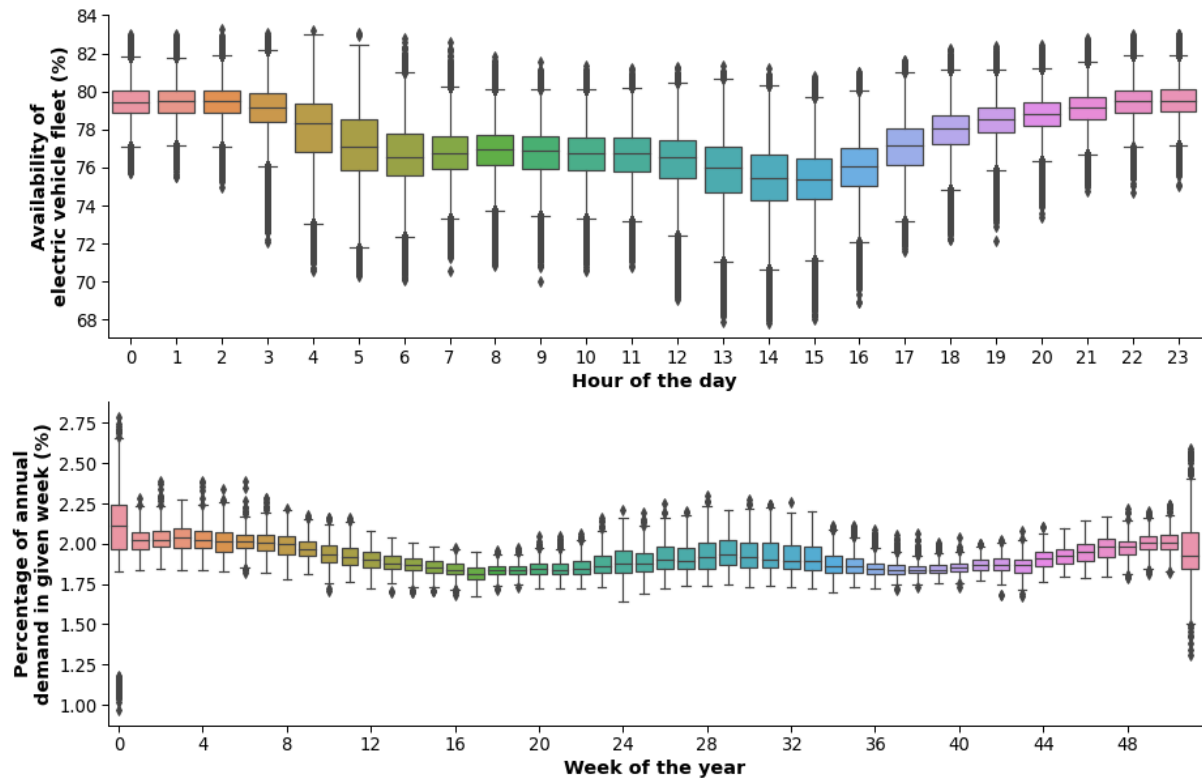 Availability of
electric vehicle fleet (%)
84
82
80
78
76
74
72
70
68
0 1 2 3 4 5 6 7 8 9 10 11 12 13 14 15 16 17 18 19 20 21 22 23
Hour of the day
Percentage of annual
demand in given week (%)
2.75
2.50
2.25
2.00
1.75
1.50
1.25
1.00
0 4 8 12 16 20 24 28 32 36 40 44 48
Week of the year